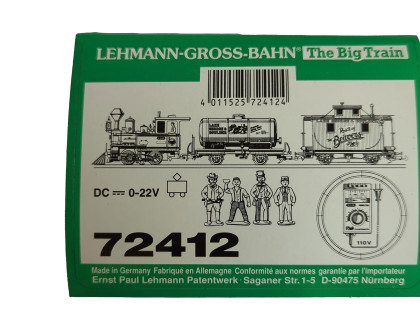 LEHMANN-GROSS-BAHN® The Big Train
4 011525 724124
DC 0-22V
110V
72412
Made in Germany Fabriqué en Allemagne Conformité aux normes garantie par l'importateur
Ernst Paul Lehmann Patentwerk · Saganer Str. 1-5 D-90475 Nürnberg